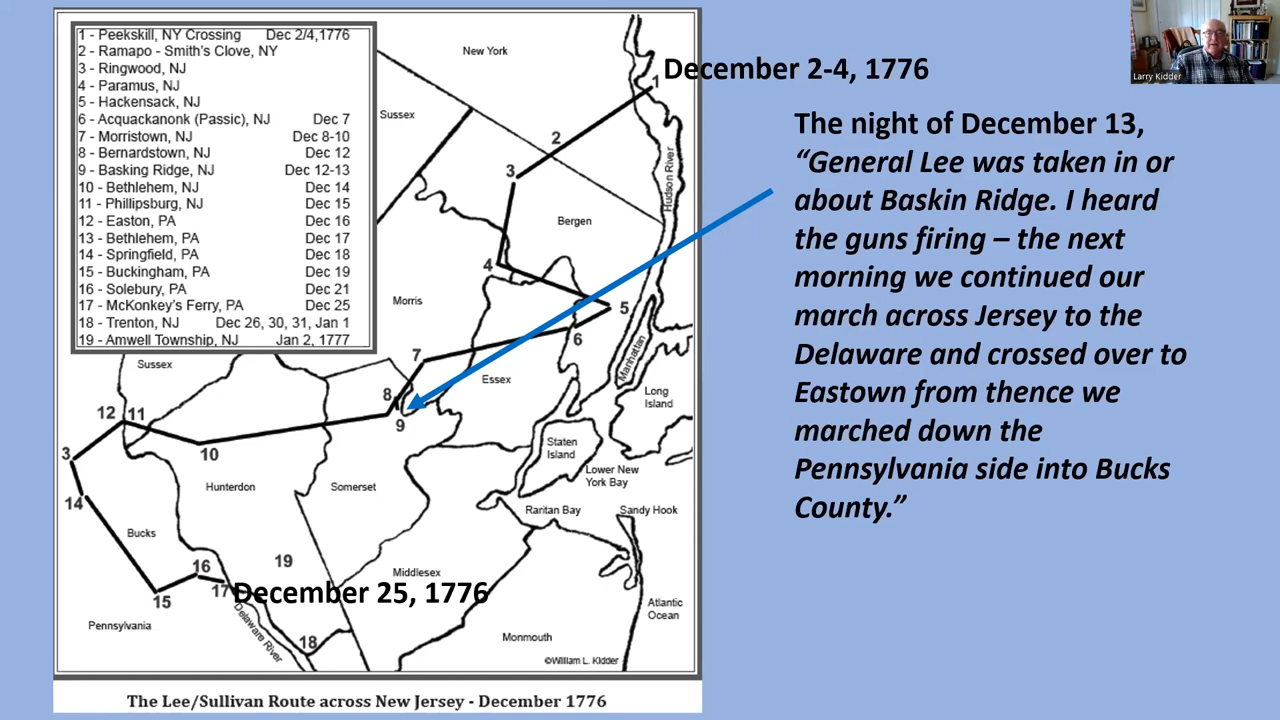 1 - Peekskill, NY Crossing Dec 2/4,1776
2 - Ramapo - Smith's Clove, NY
3 - Ringwood, NJ
4 - Paramus, NJ
5 - Hackensack, NJ
6 - Acquackanonk (Passic), NJ Dec 7
7 - Morristown, NJ Dec 8-10
8 - Bernardstown, NJ Dec 12
9 - Basking Ridge, NJ Dec 12-13
10 - Bethlehem, NJ Dec 14
11 - Phillipsburg, NJ Dec 15
12 - Easton, PA Dec 16
13 - Bethlehem, PA Dec 17
14 - Springfield, PA Dec 18
15 - Buckingham, PA Dec 19
16 - Solebury, PA Dec 21
17 - McKonkey's Ferry, PA Dec 25
18 - Trenton, NJ Dec 26, 30, 31, Jan 1
19 - Amwell Township, NJ Jan 2, 1777
New York
Sussex
1
December 2-4, 1776
2
3
Hudson River
Bergen
4
Morris
5
6
Manhattan
7
Sussex
Essex
8
Long
Island
9
12
11
10
3
Staten
Island
Lower New
York Bay
Hunterdon
Somerset
14
Raritan Bay
Sandy Hook
Bucks
19
16
Middlesex
17
December 25, 1776
15
Atlantic
Ocean
Pennsylvania
Delaware River
18
Monmouth
©William L. Kidder
The Lee/Sullivan Route across New Jersey - December 1776
The night of December 13,
“General Lee was taken in or
about Baskin Ridge. I heard
the guns firing – the next
morning we continued our
march across Jersey to the
Delaware and crossed over to
Eastown from thence we
marched down the
Pennsylvania side into Bucks
County.”
Larry Kidder